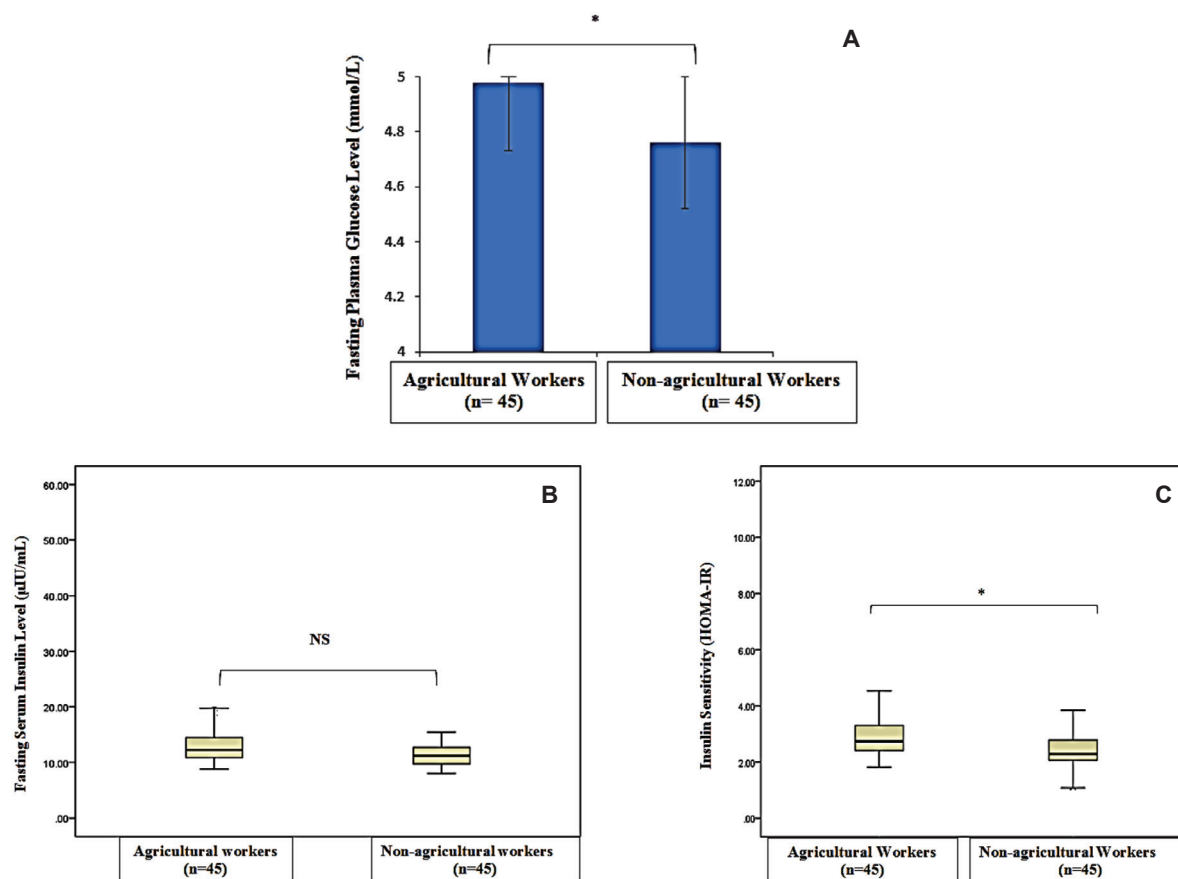 *
A
Fasting Plasma Glucose Level (mmol/L)
5
4.8
4.6
4.4
4.2
4
Agricultural Workers
(n= 45)
Non-agricultural Workers
(n= 45)
B
Fasting Serum Insulin Level (µIU/mL)
60.00
50.00
40.00
30.00
20.00
10.00
.00
NS
Agricultural workers
(n=45)
Non-agricultural workers
(n=45)
C
Insulin Sensitivity (HOMA-IR)
12.00
10.00
8.00
6.00
4.00
2.00
.00
*
Agricultural Workers
(n=45)
Non-agricultural Workers
(n=45)